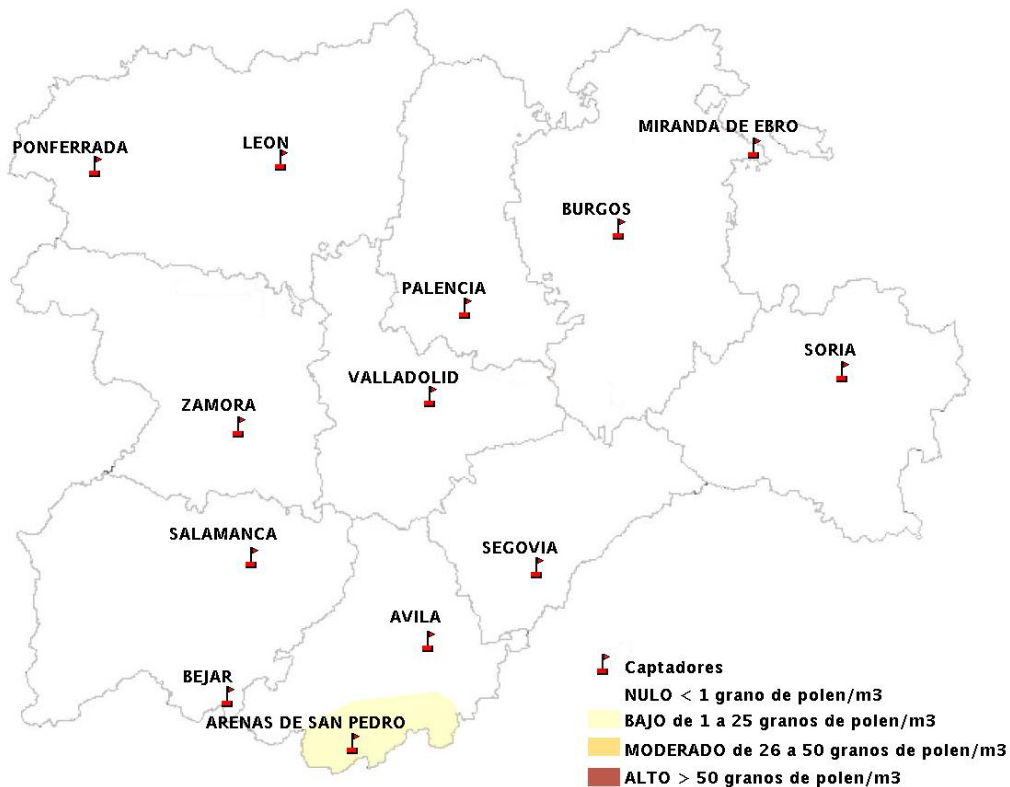 MIRANDA DE EBRO
PONFERRADA
LEON
BURGOS
PALENCIA
SORIA
VALLADOLID
ZAMORA
SALAMANCA
SEGOVIA
AVILA
BEJAR
ARENAS DE SAN PEDRO
Captadores
NULO < 1 grano de polen/m3
BAJO de 1 a 25 granos de polen/m3
MODERADO de 26 a 50 granos de polen/m3
ALTO > 50 granos de polen/m3